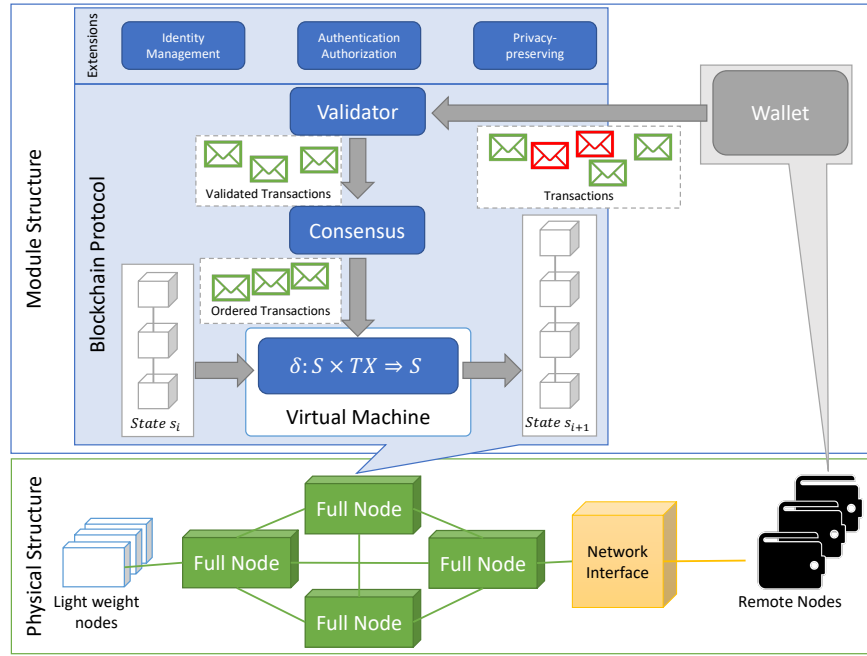 Module Structure
Extensions
Identity
Management
Authentication
Authorization
Privacy-
preserving
Blockchain Protocol
Validator
Wallet
Validated Transactions
Transactions
Consensus
Ordered Transactions
δ: S × TX ⇒ S
Virtual Machine
State sᵢ
State sᵢ₊₁
Physical Structure
Full Node
Full Node
Full Node
Full Node
Network
Interface
Light weight
nodes
Remote Nodes